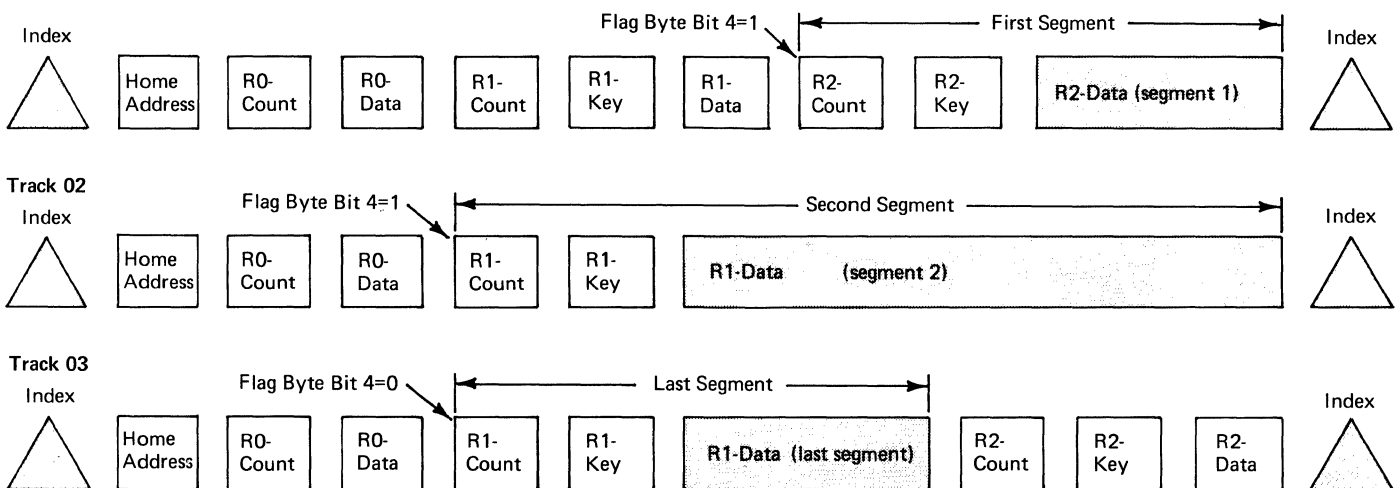 Flag Byte Bit 4=1
First Segment
Index
Index
Home Address
R0-Count
R0-Data
R1-Count
R1-Key
R1-Data
R2-Count
R2-Key
R2-Data (segment 1)
Track 02
Index
Flag Byte Bit 4=1
Second Segment
Index
Home Address
R0-Count
R0-Data
R1-Count
R1-Key
R1-Data (segment 2)
Track 03
Index
Flag Byte Bit 4=0
Last Segment
Index
Home Address
R0-Count
R0-Data
R1-Count
R1-Key
R1-Data (last segment)
R2-Count
R2-Key
R2-Data